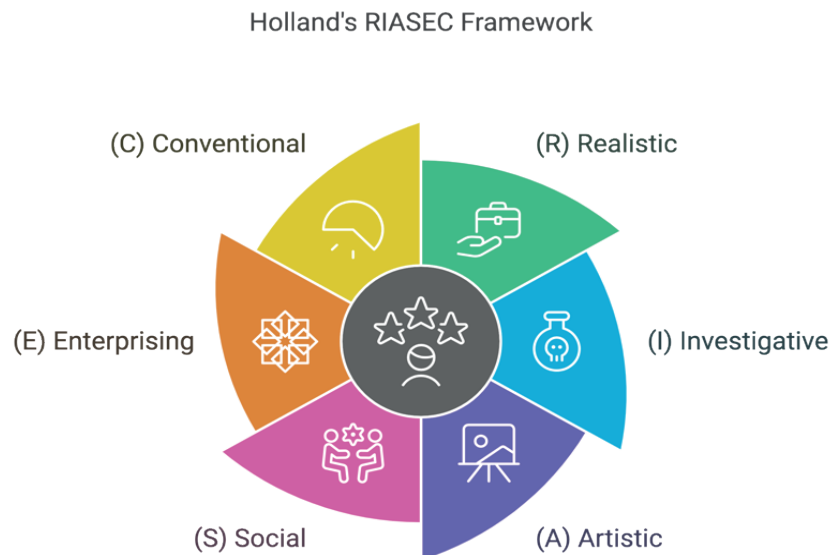 Holland's RIASEC Framework
(C) Conventional
(R) Realistic
(E) Enterprising
(I) Investigative
(S) Social
(A) Artistic